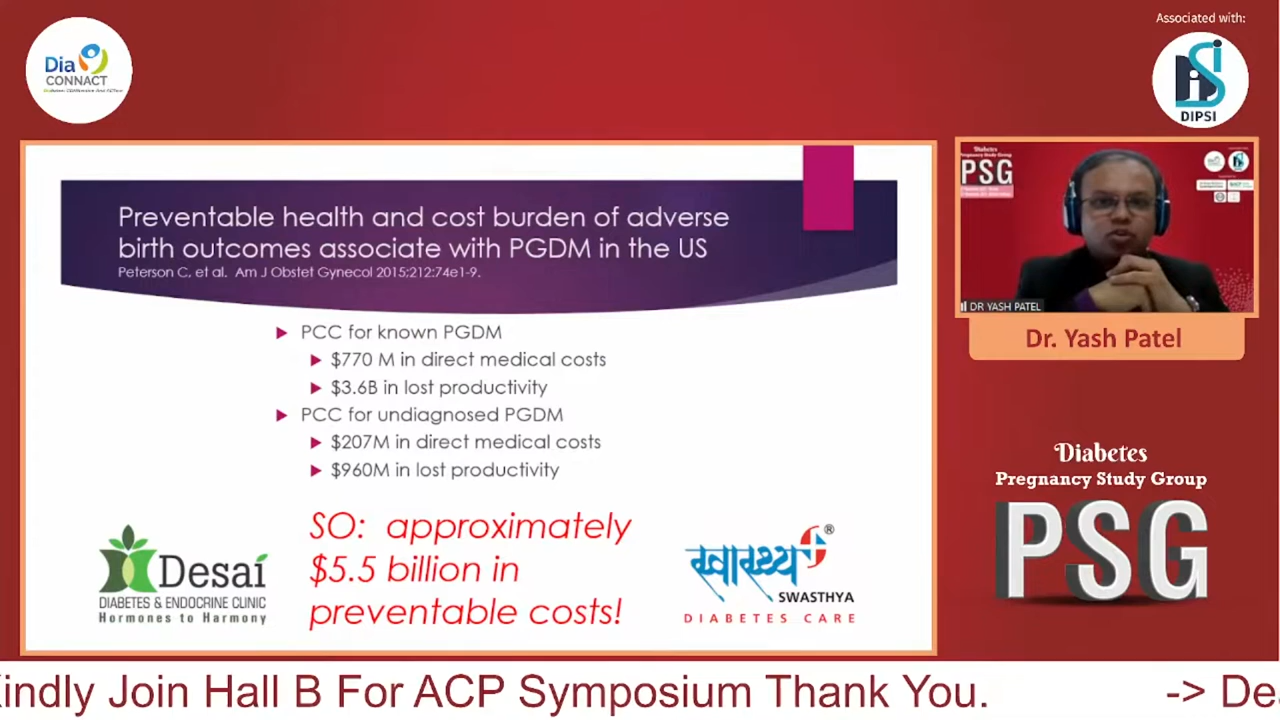 Dia
CONNACT
Associated with:
DIPSI
Preventable health and cost burden of adverse
birth outcomes associate with PGDM in the US
Peterson C, et al. Am J Obstet Gynecol 2015;212:74e1-9.
PCC for known PGDM
$770 M in direct medical costs
$3.6B in lost productivity
PCC for undiagnosed PGDM
$207M in direct medical costs
$960M in lost productivity
SO: approximately
$5.5 billion in
preventable costs!
Desai
DIABETES & ENDOCRINE CLINIC
Hormones to Harmony
स्वास्थ्य ®
SWASTHYA
DIABETES CARE
Diabetes
Pregnancy Study Group
PSG
DR YASH PATEL
Dr. Yash Patel
Diabetes
Pregnancy Study Group
PSG
Kindly Join Hall B For ACP Symposium Thank You. -> De